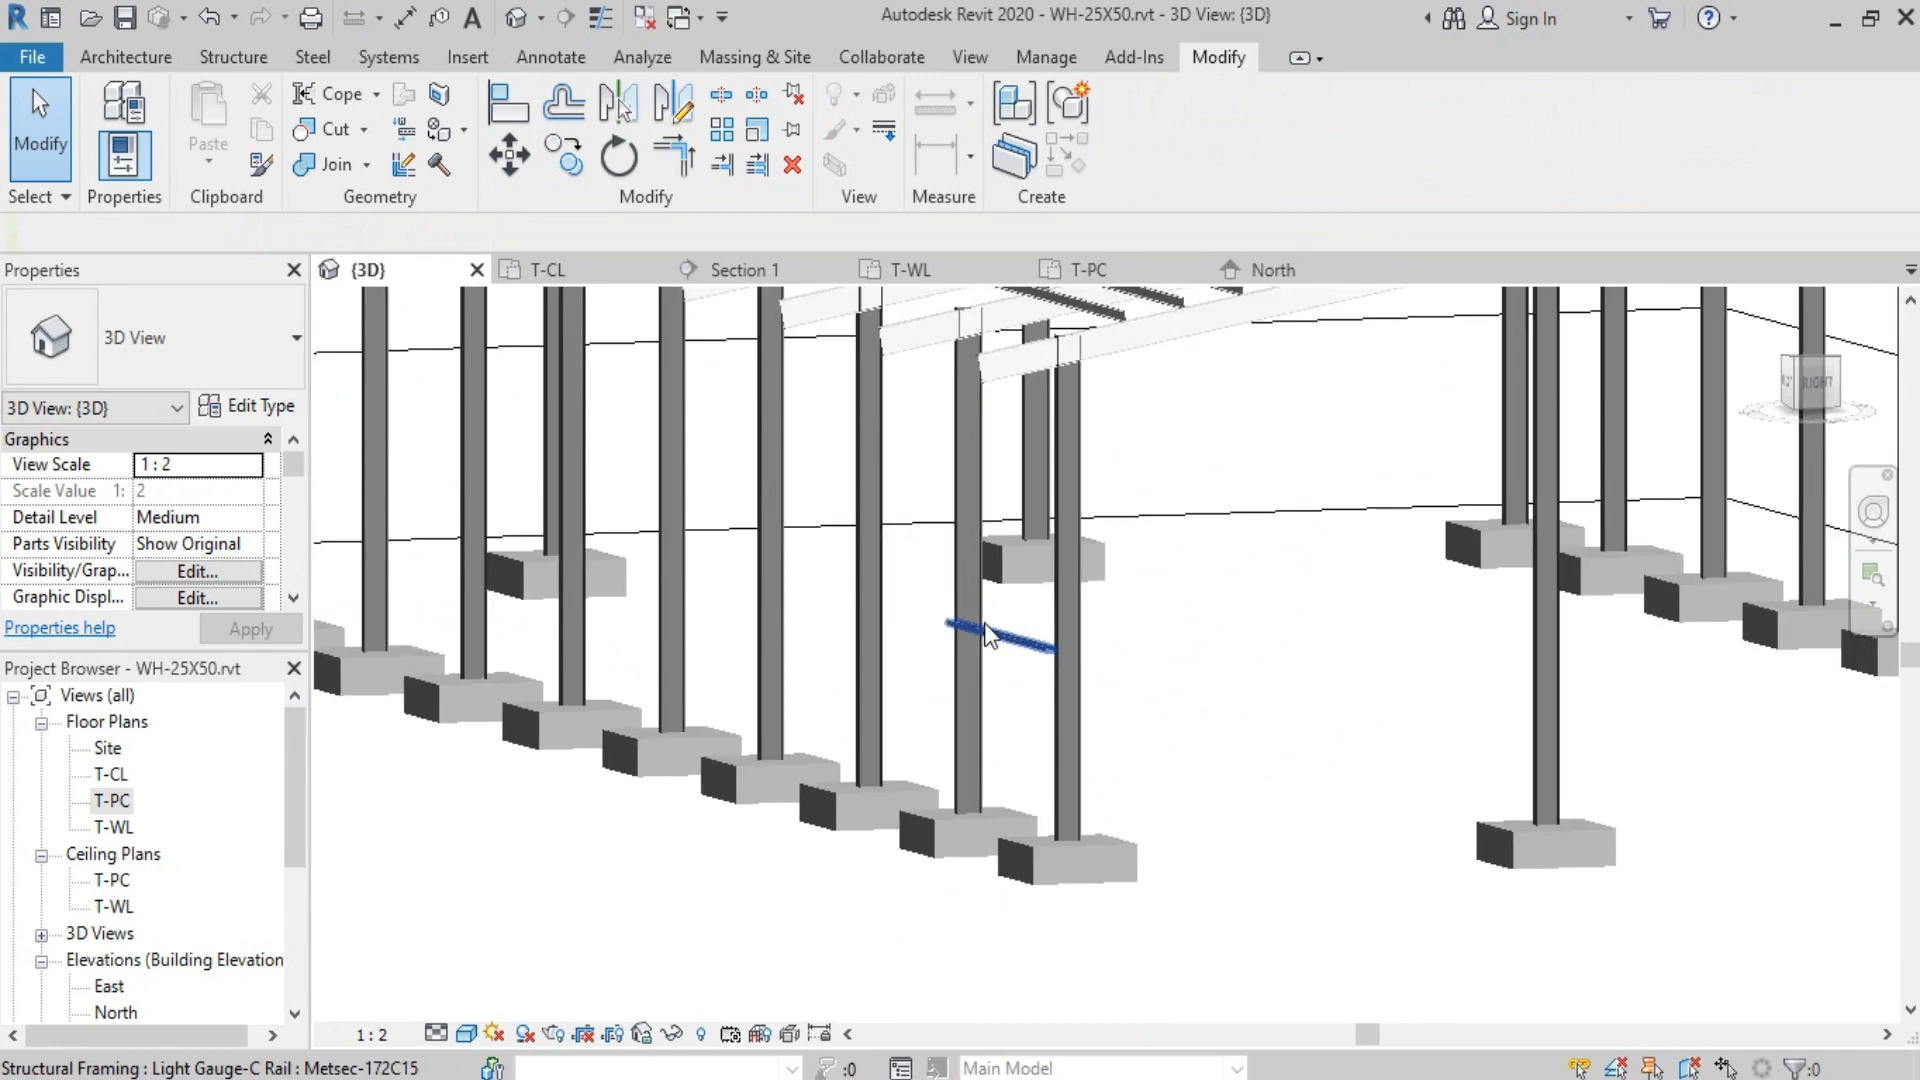 Autodesk Revit 2020 - WH-25X50.rvt - 3D View: {3D}
Sign In
File
Architecture
Structure
Steel
Systems
Insert
Annotate
Analyze
Massing & Site
Collaborate
View
Manage
Add-Ins
Modify
Modify
Paste
Cope
Cut
Join
Select
Properties
Clipboard
Geometry
Modify
View
Measure
Create
Properties
{3D}
T-CL
Section 1
T-WL
T-PC
North
3D View
3D View: {3D}
Edit Type
Graphics
View Scale
1 : 2
Scale Value 1:
2
Detail Level
Medium
Parts Visibility
Show Original
Visibility/Grap...
Edit...
Graphic Displ...
Edit...
Properties help
Apply
RIGHT
Project Browser - WH-25X50.rvt
Views (all)
Floor Plans
Site
T-CL
T-PC
T-WL
Ceiling Plans
T-PC
T-WL
3D Views
Elevations (Building Elevation
East
North
1 : 2
Structural Framing : Light Gauge-C Rail : Metsec-172C15
:0
Main Model
:0